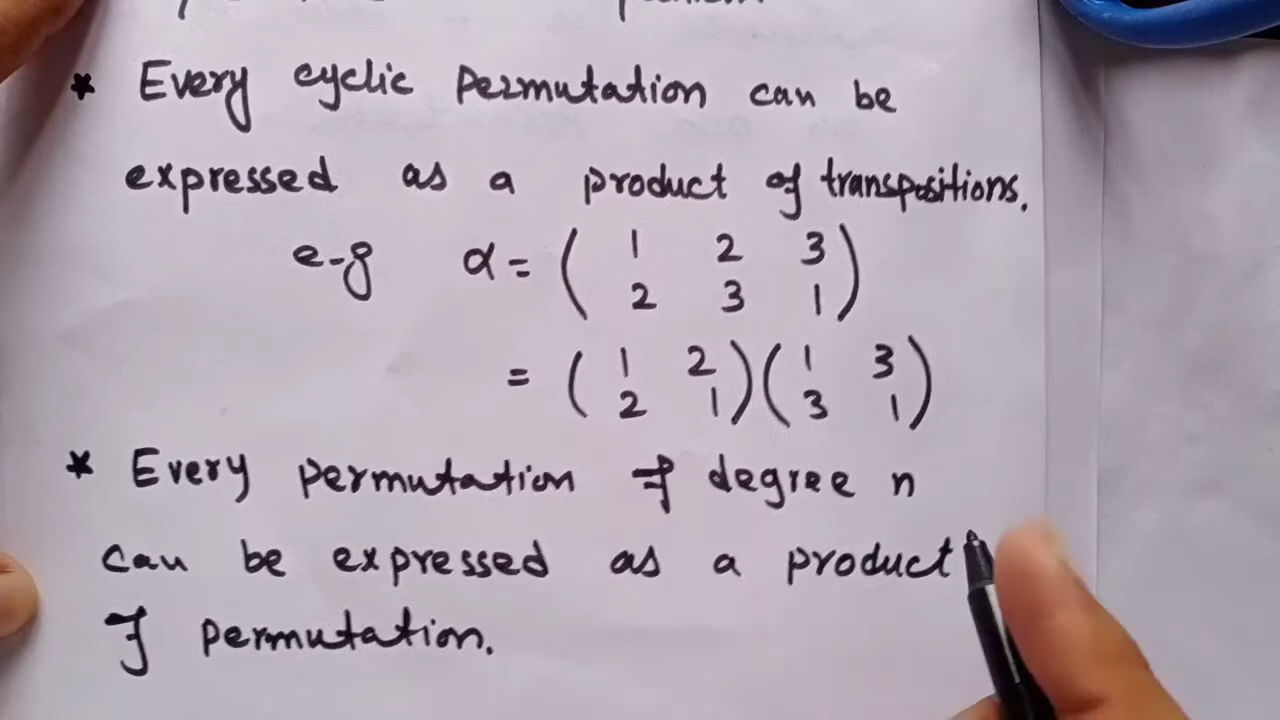 * Every cyclic Permutation can be
expressed as a product of transpositions.
e-g α = ( 1 2 3
2 3 1 )
= ( 1 2 ) ( 1 3 )
2 1 3 1
* Every permutation of degree n
can be expressed as a product
of permutation.